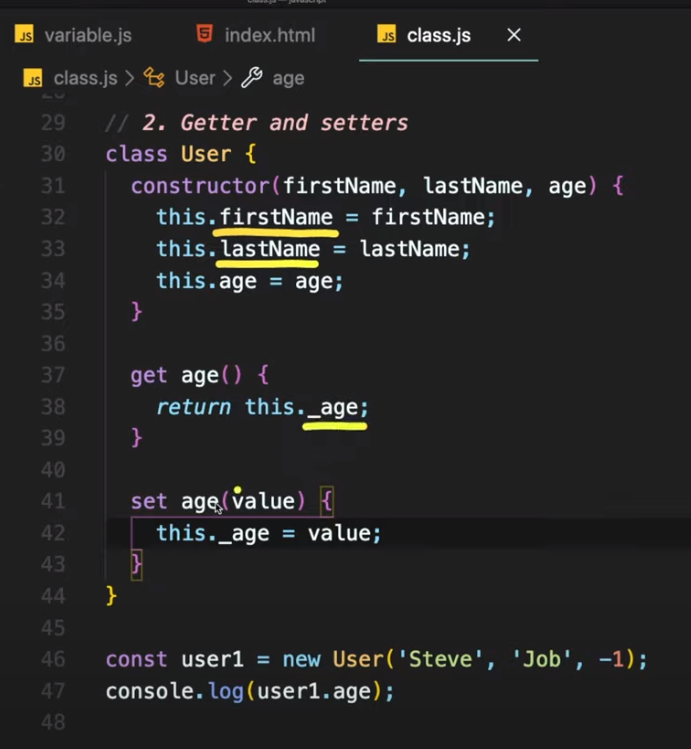 class.js — javascript
JS variable.js index.html JS class.js ×
JS class.js > User > age
29 // 2. Getter and setters
30 class User {
31 constructor(firstName, lastName, age) {
32 this.firstName = firstName;
33 this.lastName = lastName;
34 this.age = age;
35 }
36
37 get age() {
38 return this._age;
39 }
40
41 set age(value) {
42 this._age = value;
43 }
44 }
45
46 const user1 = new User('Steve', 'Job', -1);
47 console.log(user1.age);
48